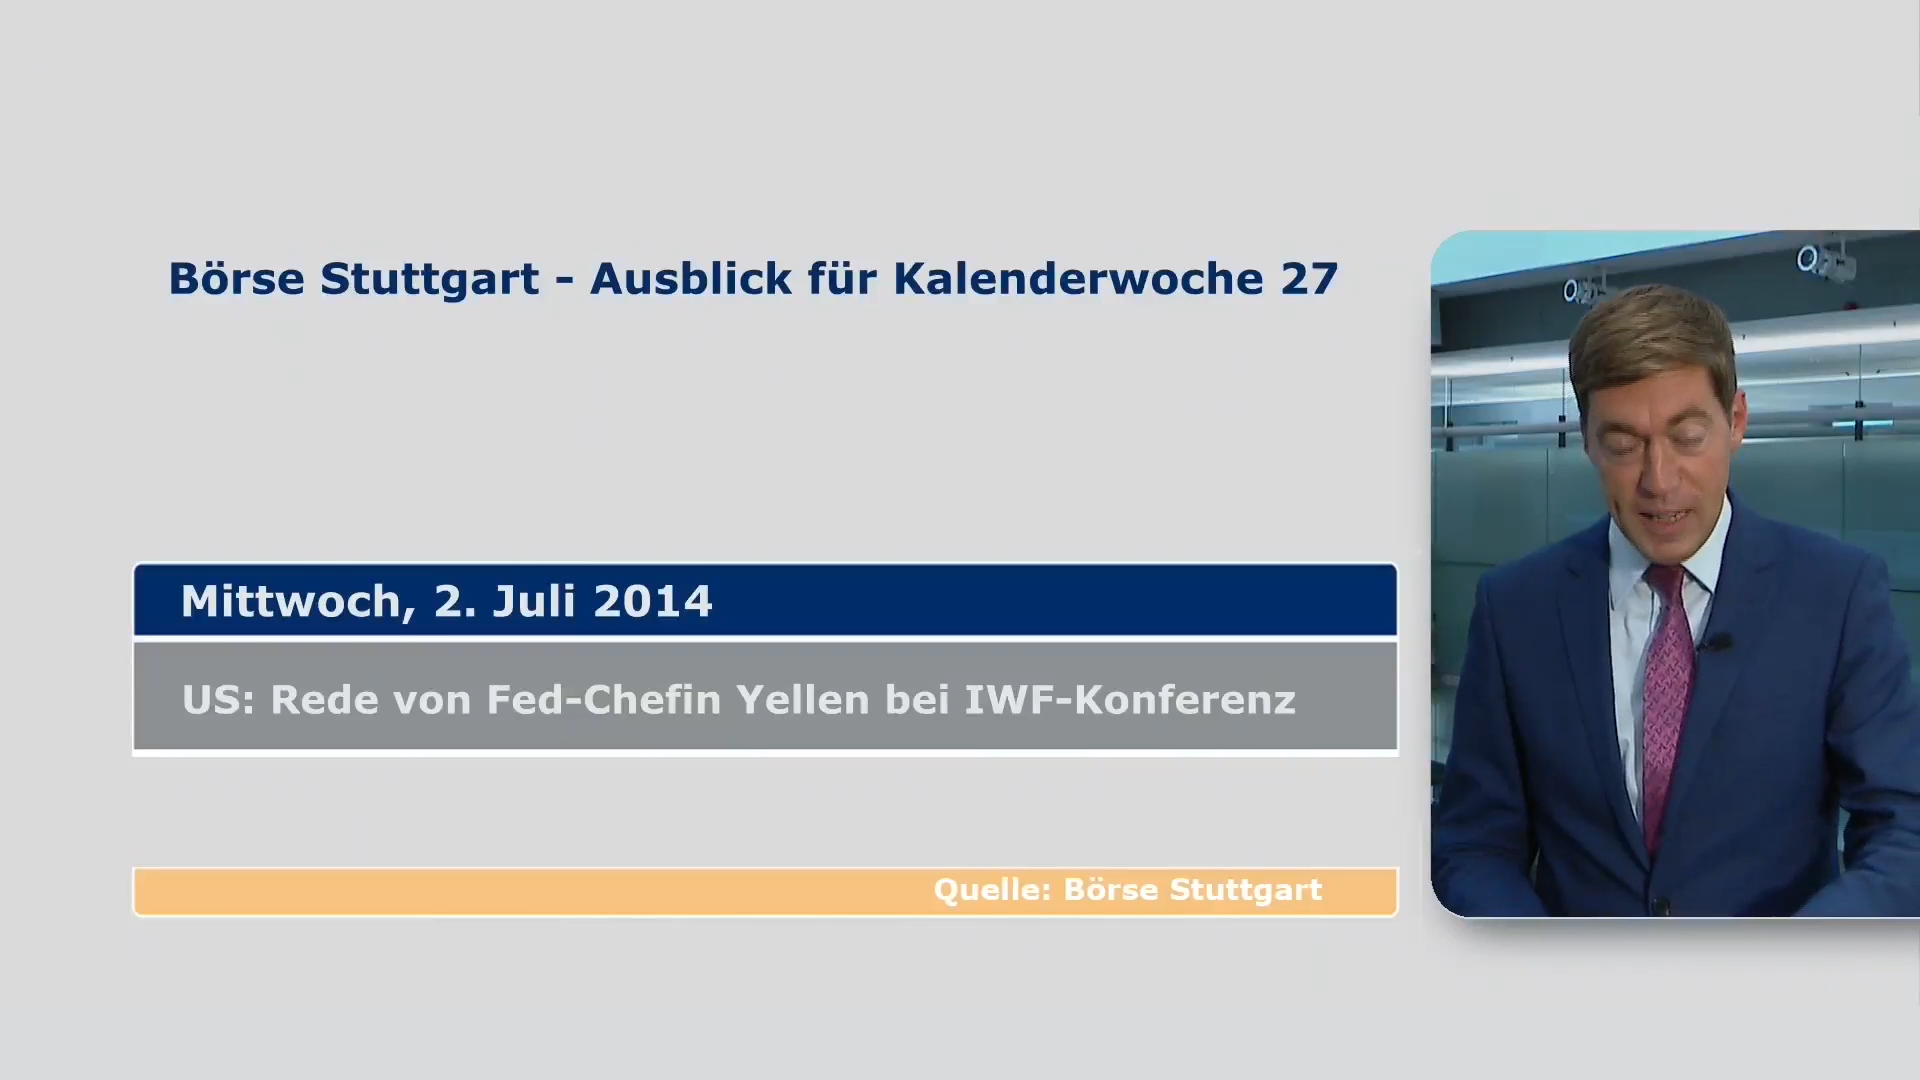 Börse Stuttgart - Ausblick für Kalenderwoche 27
Mittwoch, 2. Juli 2014
US: Rede von Fed-Chefin Yellen bei IWF-Konferenz
Quelle: Börse Stuttgart